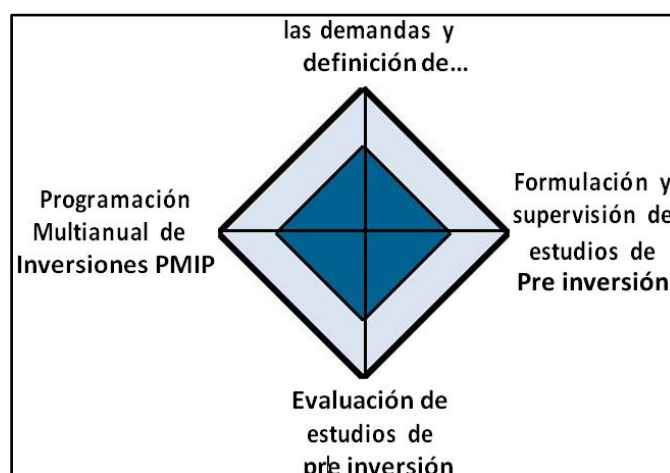 las demandas y
definición de...
Programación
Multianual de
Inversiones PMIP
Formulación y
supervisión de
estudios de
Pre inversión
Evaluación de
estudios de
pre inversión